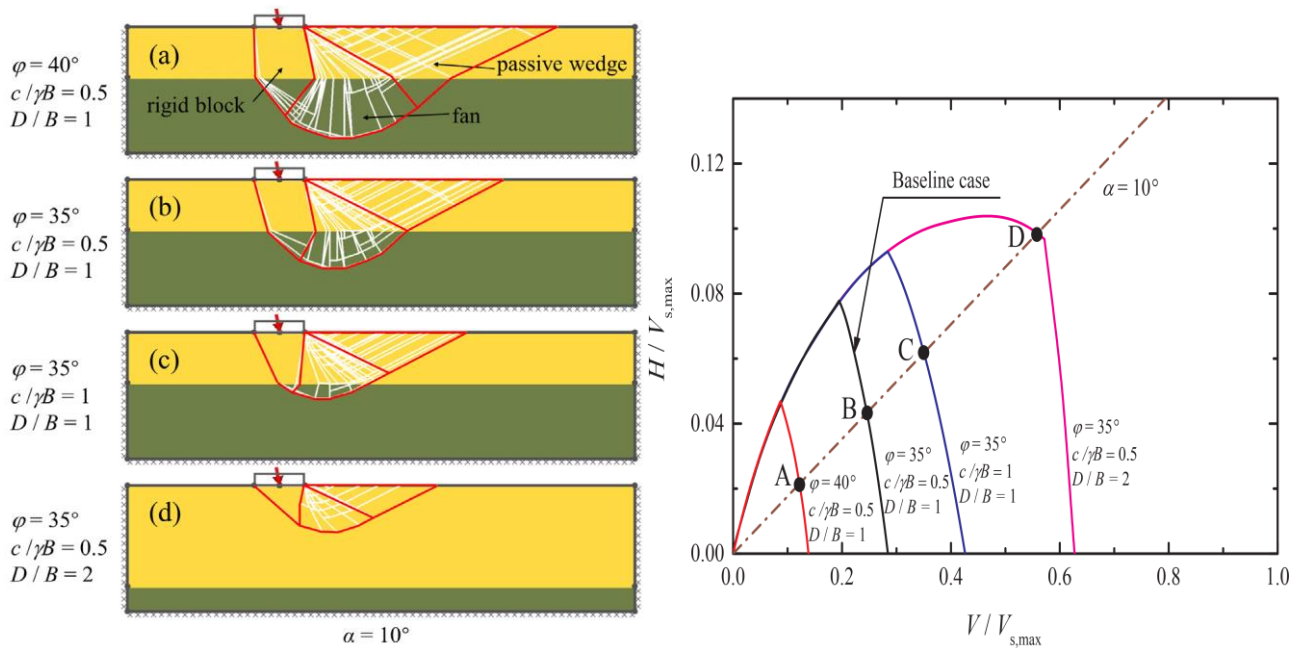 (a)
φ = 40°
c/γB = 0.5
D / B = 1
rigid block
passive wedge
fan
(b)
φ = 35°
c/γB = 0.5
D / B = 1
(c)
φ = 35°
c/γB = 1
D / B = 1
(d)
φ = 35°
c/γB = 0.5
D / B = 2
α = 10°
H / Vs,max
0.12
0.08
0.04
0.00
0.0
0.2
0.4
0.6
0.8
1.0
V / Vs,max
Baseline case
α = 10°
A
B
C
D
φ = 40°
c/γB = 0.5
D/B = 1
φ = 35°
c/γB = 0.5
D/B = 1
φ = 35°
c/γB = 1
D/B = 1
φ = 35°
c/γB = 0.5
D/B = 2